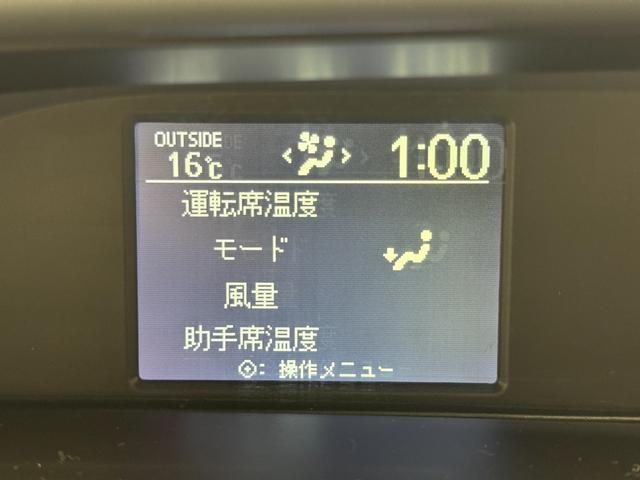 OUTSIDE
16℃ 1:00
運転席温度
モード
風量
助手席温度
: 操作メニュー